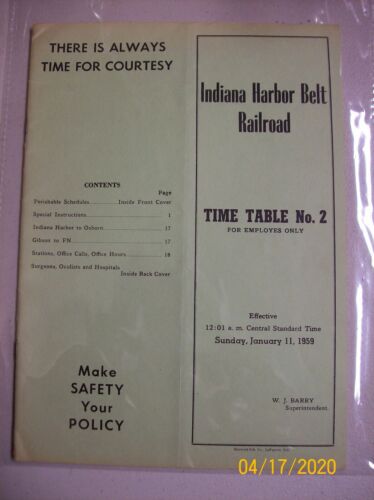 THERE IS ALWAYS
TIME FOR COURTESY
CONTENTS
Page
Perishable Schedules........Inside Front Cover
Special Instructions........1
Indiana Harbor to Osborn........17
Gibson to FN........17
Stations, Office Calls, Office Hours........18
Surgeons, Oculists and Hospitals
Inside Back Cover
Make
SAFETY
Your
POLICY
Indiana Harbor Belt
Railroad
TIME TABLE No. 2
FOR EMPLOYES ONLY
Effective
12:01 a. m. Central Standard Time
Sunday, January 11, 1959
W. J. BARRY
Superintendent
04/17/2020